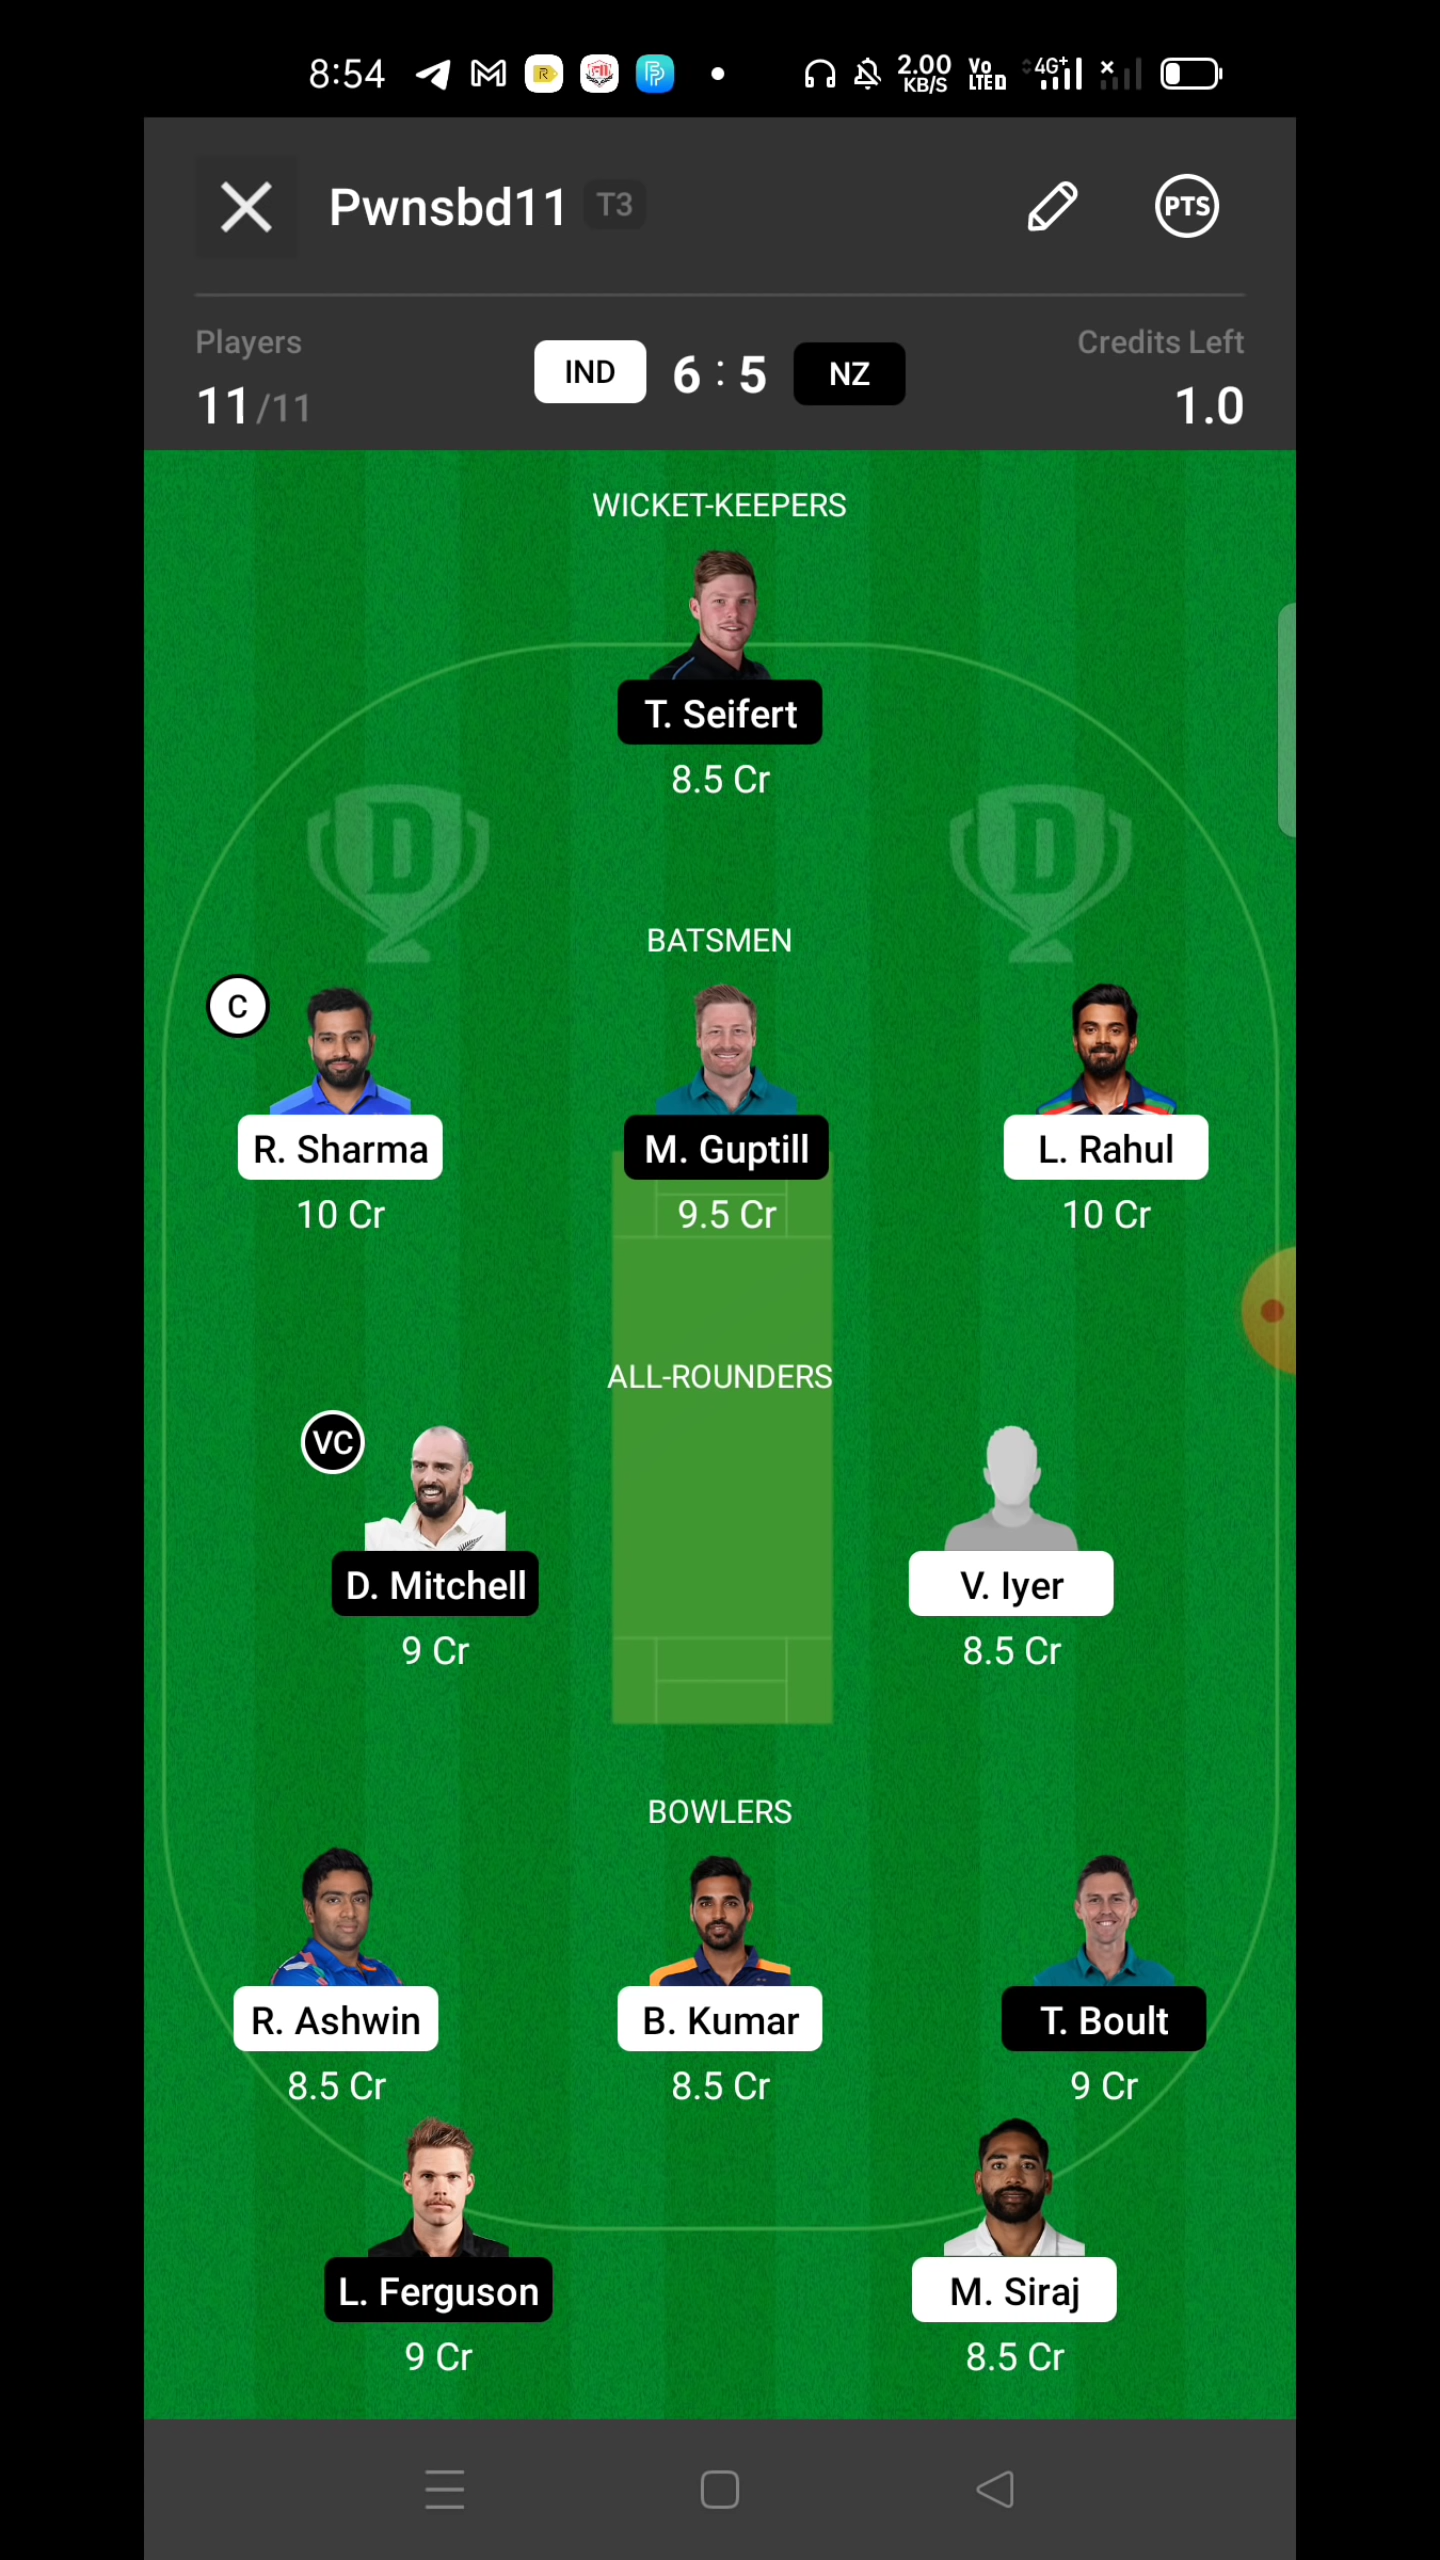 8:54 2.00 KB/S Vo LTED 4G+
Pwnsbd11 T3 PTS
Players IND 6 : 5 NZ Credits Left
11/11 1.0
WICKET-KEEPERS
T. Seifert
8.5 Cr
D D
BATSMEN
C
R. Sharma M. Guptill L. Rahul
10 Cr 9.5 Cr 10 Cr
ALL-ROUNDERS
VC
D. Mitchell V. Iyer
9 Cr 8.5 Cr
BOWLERS
R. Ashwin B. Kumar T. Boult
8.5 Cr 8.5 Cr 9 Cr
L. Ferguson M. Siraj
9 Cr 8.5 Cr